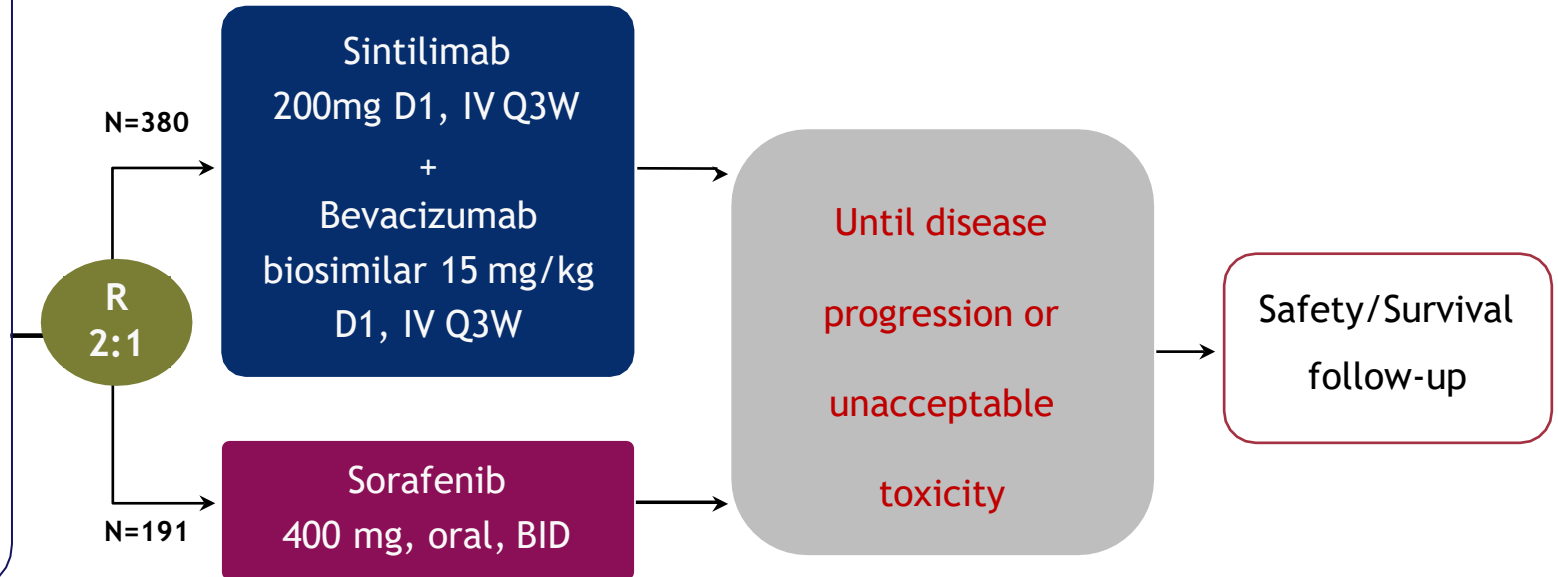 R
2:1
N=380
Sintilimab
200mg D1, IV Q3W
+
Bevacizumab
biosimilar 15 mg/kg
D1, IV Q3W
N=191
Sorafenib
400 mg, oral, BID
Until disease
progression or
unacceptable
toxicity
Safety/Survival
follow-up